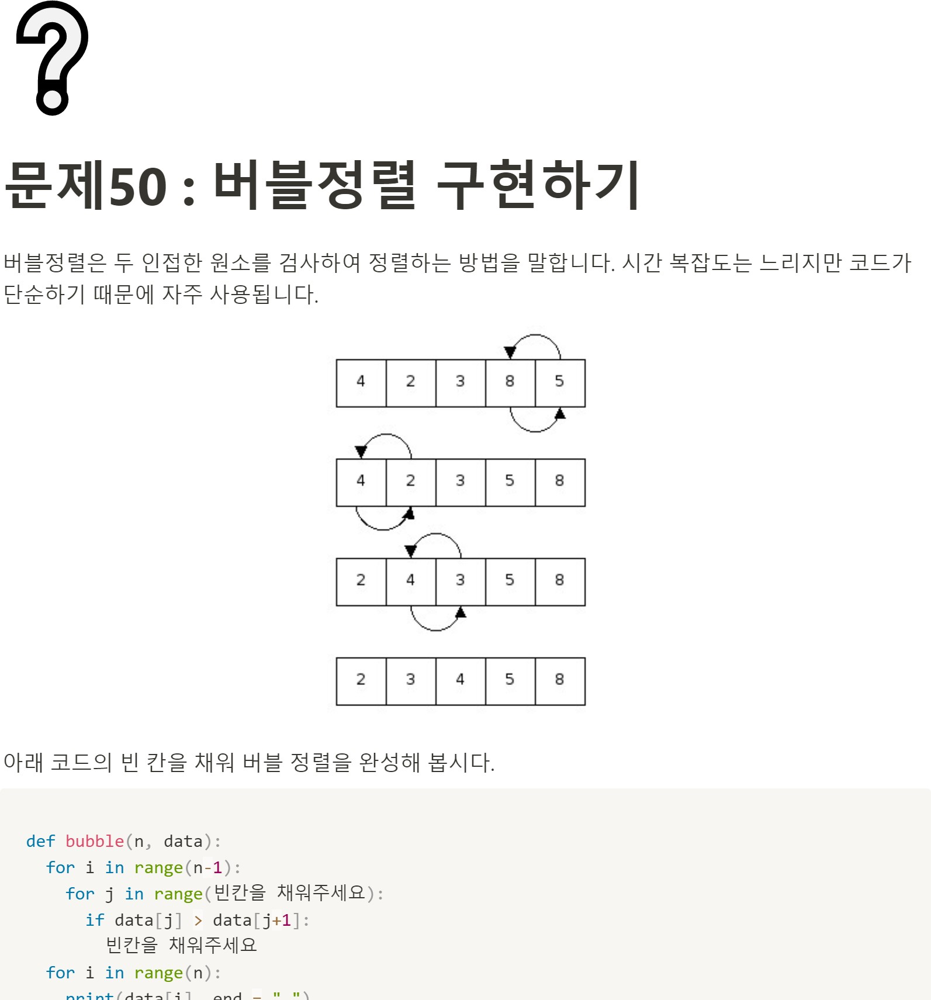 문제50 : 버블정렬 구현하기
버블정렬은 두 인접한 원소를 검사하여 정렬하는 방법을 말합니다. 시간 복잡도는 느리지만 코드가
단순하기 때문에 자주 사용됩니다.
4 2 3 8 5
4 2 3 5 8
2 4 3 5 8
2 3 4 5 8
아래 코드의 빈 칸을 채워 버블 정렬을 완성해 봅시다.
def bubble(n, data):
  for i in range(n-1):
    for j in range(빈칸을 채워주세요):
      if data[j] > data[j+1]:
        빈칸을 채워주세요
  for i in range(n):
    print(data[i], end = " ")